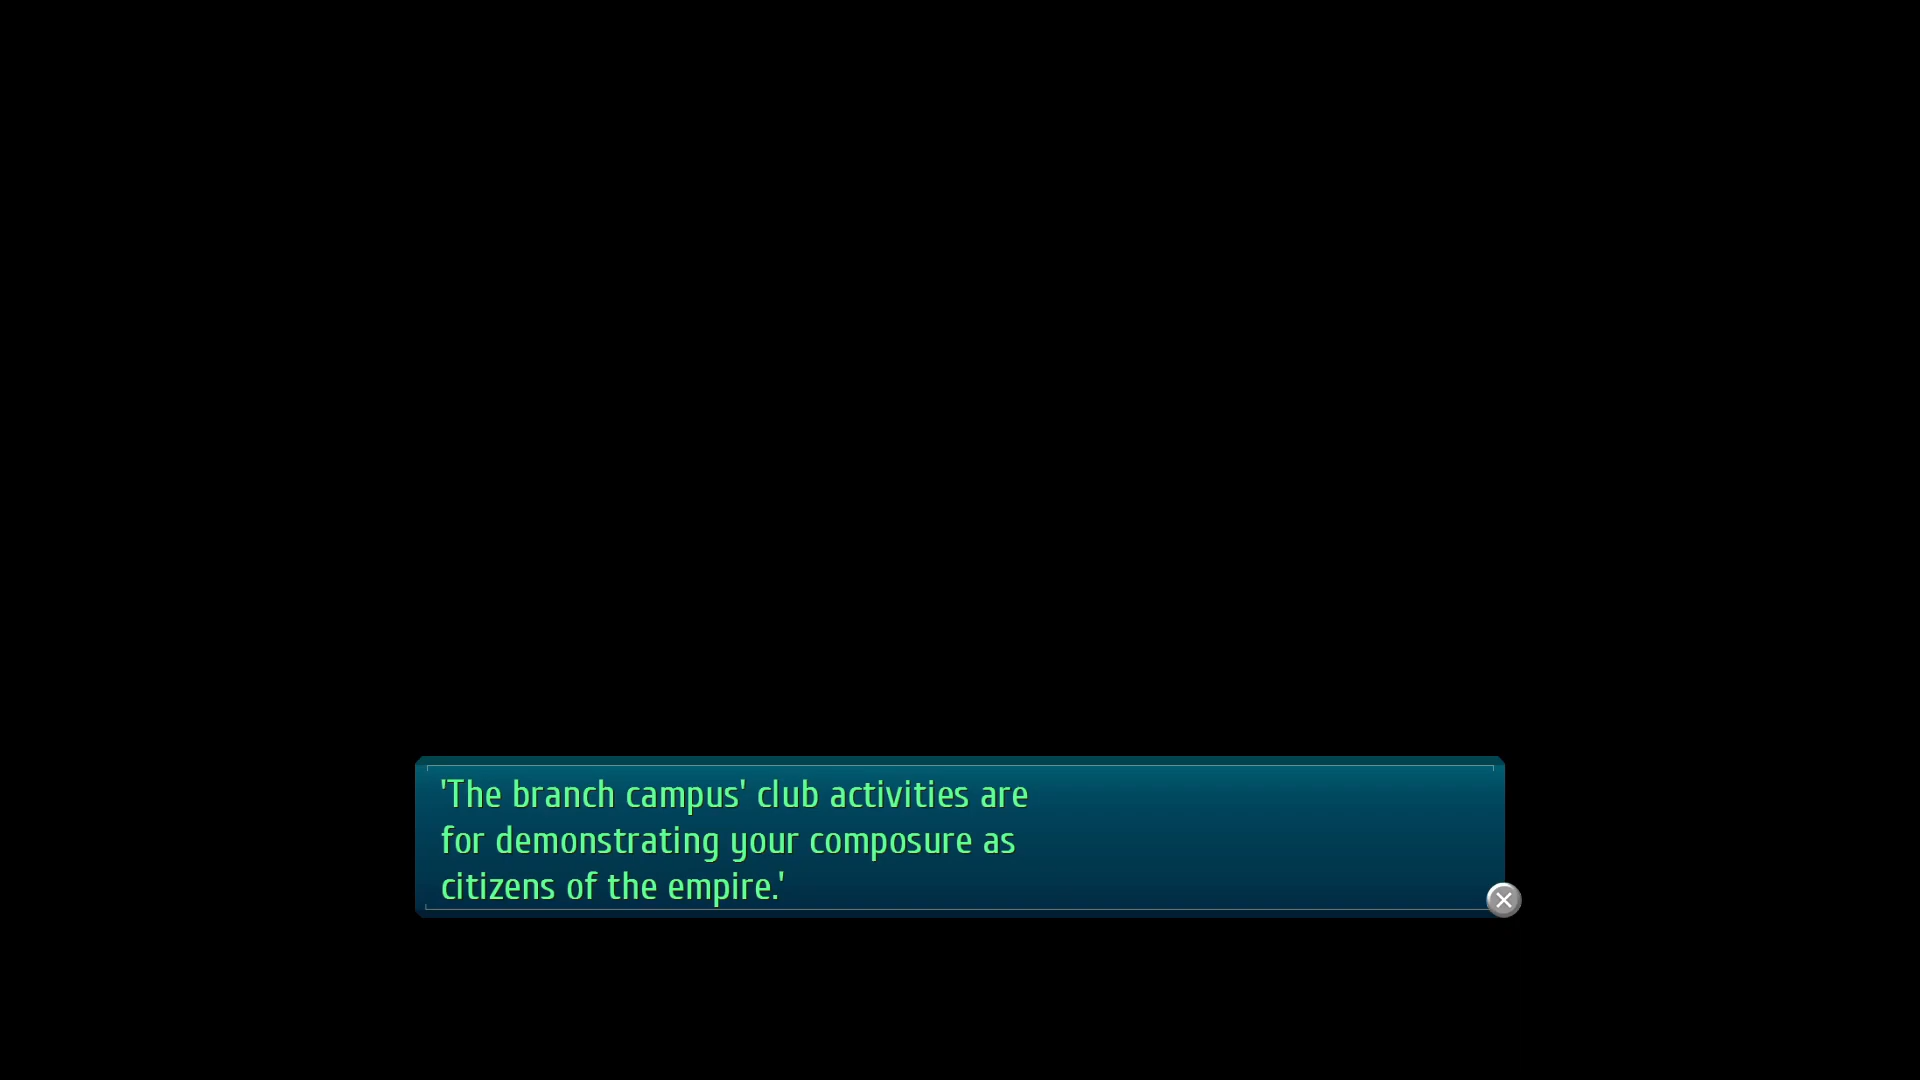 'The branch campus' club activities are
for demonstrating your composure as
citizens of the empire.'